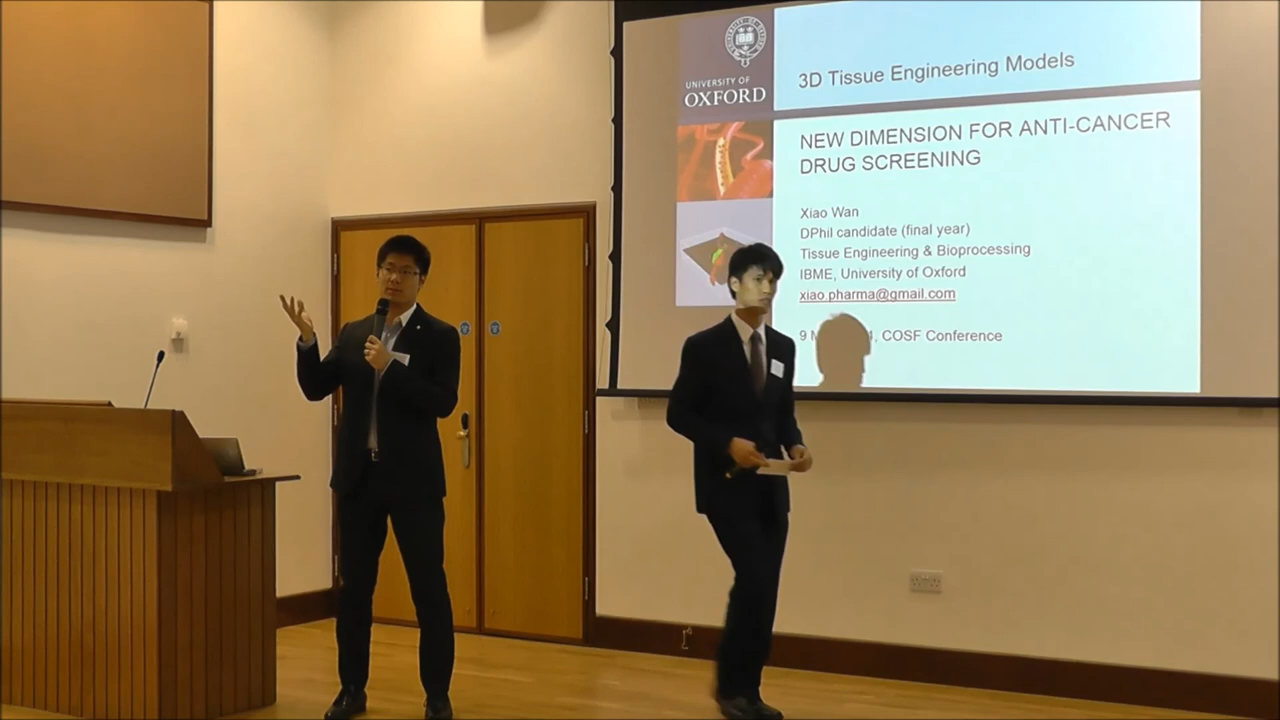 UNIVERSITY OF
OXFORD
3D Tissue Engineering Models
NEW DIMENSION FOR ANTI-CANCER
DRUG SCREENING
Xiao Wan
DPhil candidate (final year)
Tissue Engineering & Bioprocessing
IBME, University of Oxford
xiao.pharma@gmail.com
9 COSF Conference